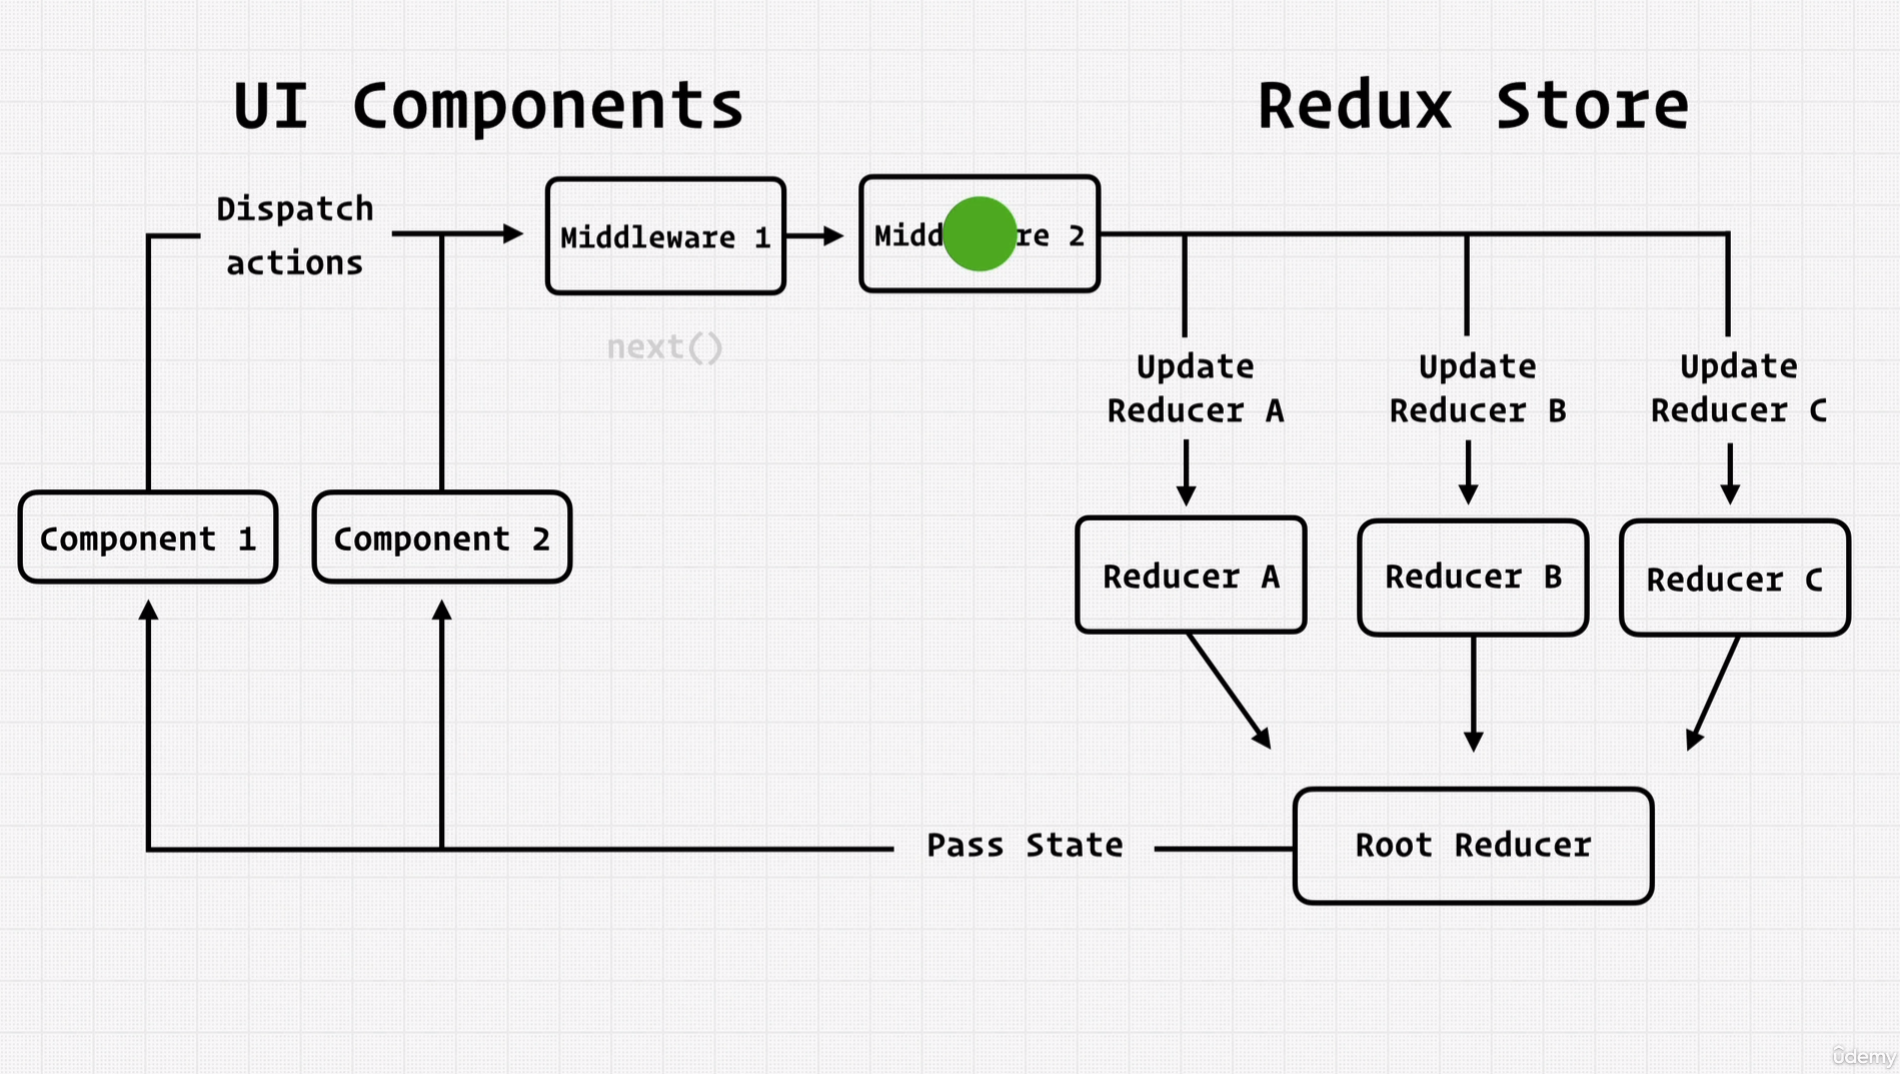 UI Components
Redux Store
Dispatch
actions
Middleware 1
Midd re 2
next()
Update
Reducer A
Update
Reducer B
Update
Reducer C
Component 1
Component 2
Reducer A
Reducer B
Reducer C
Pass State
Root Reducer
ûdemy